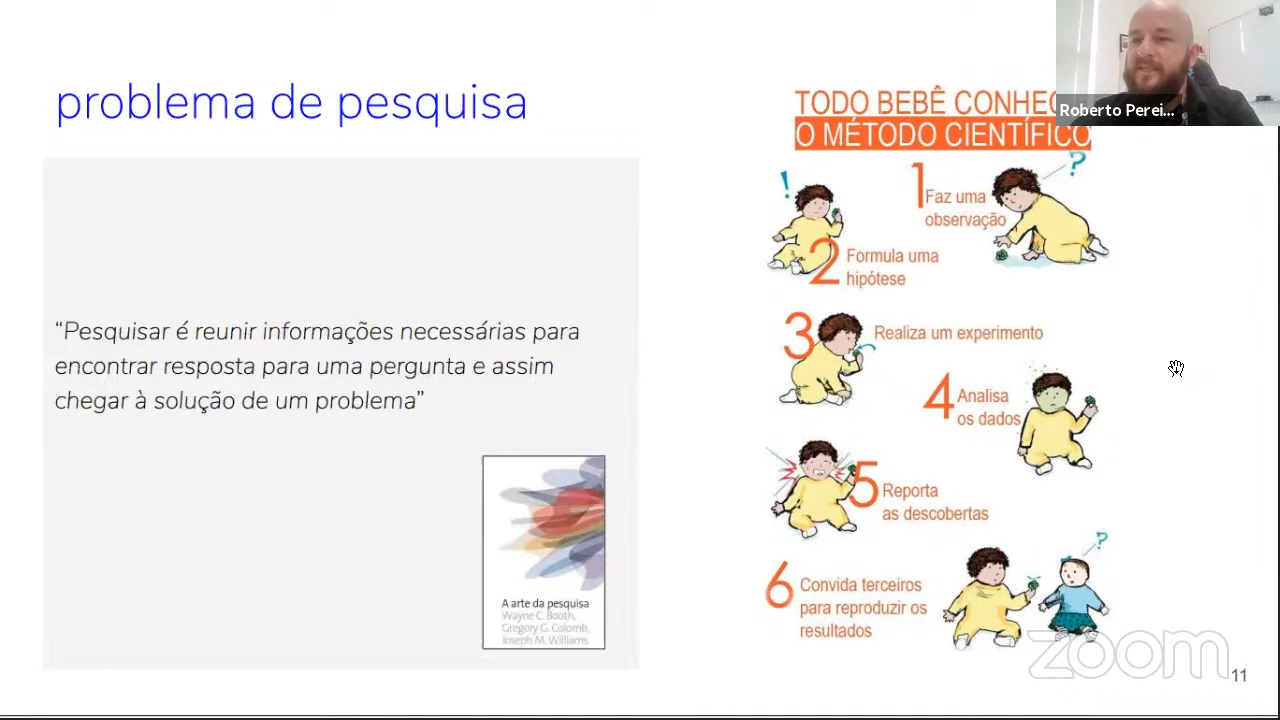 problema de pesquisa
“Pesquisar é reunir informações necessárias para
encontrar resposta para uma pergunta e assim
chegar à solução de um problema”
A arte da pesquisa
Wayne C. Booth,
Gregory G. Colomb,
Joseph M. Williams
TODO BEBÊ CONHEC
O MÉTODO CIENTÍFICO
?
1 Faz uma
observação
!
2 Formula uma
hipótese
3 Realiza um experimento
4 Analisa
os dados
5 Reporta
as descobertas
?
6 Convida terceiros
para reproduzir os
resultados
Roberto Perei...
zoom
11